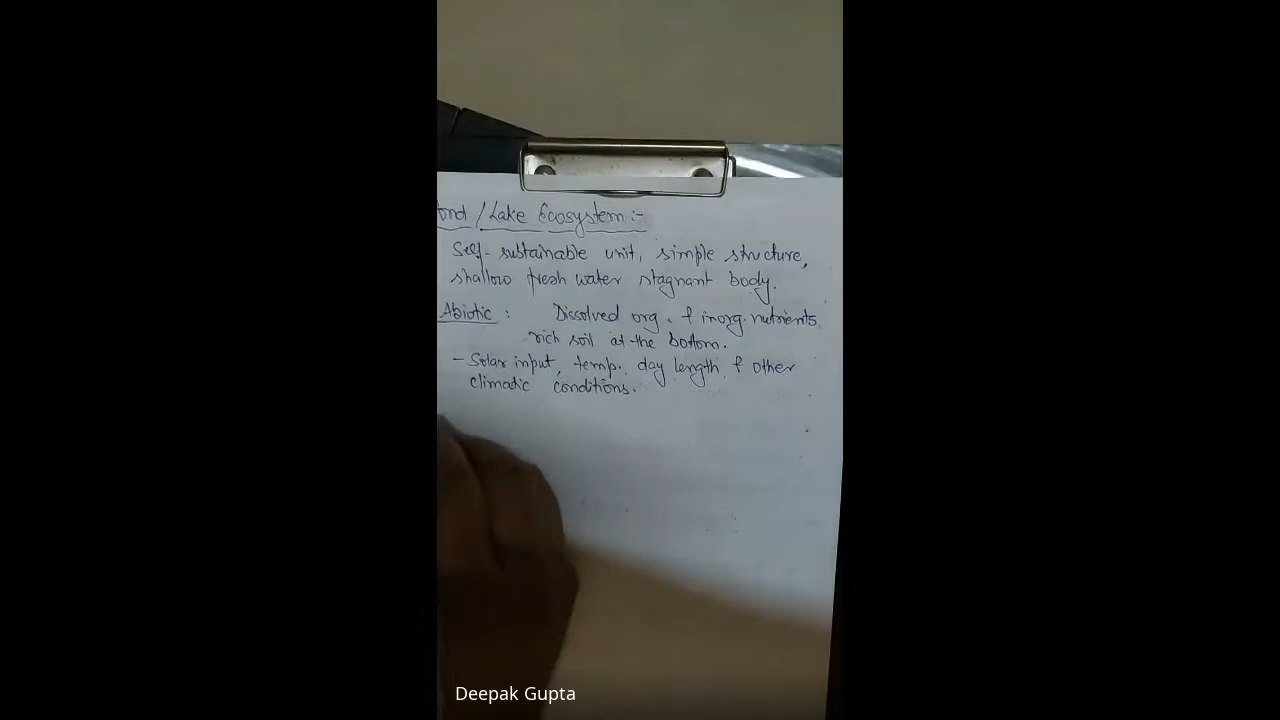 ond / Lake Ecosystem :-
Self-sustainable unit, simple structure,
shallow fresh water stagnant body.
Abiotic : Dissolved org. & inorg. nutrients,
rich soil at the bottom.
- Solar input, temp., day length & other
climatic conditions.
Deepak Gupta